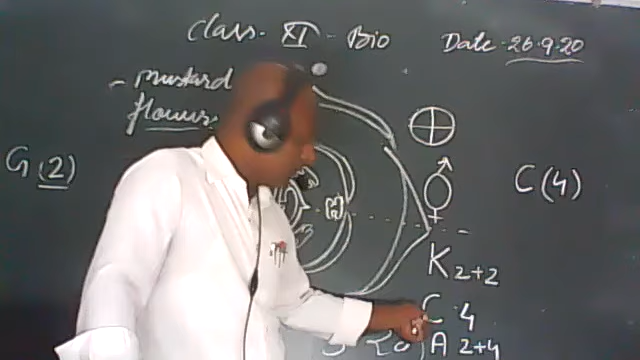 Class - XI - Bio
Date - 26.9.20
- Mustard
flower
G(2)
C(4)
K 2+2
C 4
A 2+4